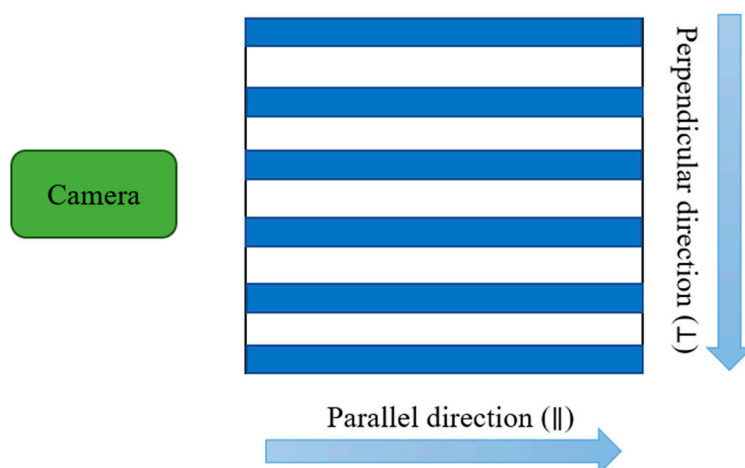 Camera
Perpendicular direction (⊥)
Parallel direction (∥)